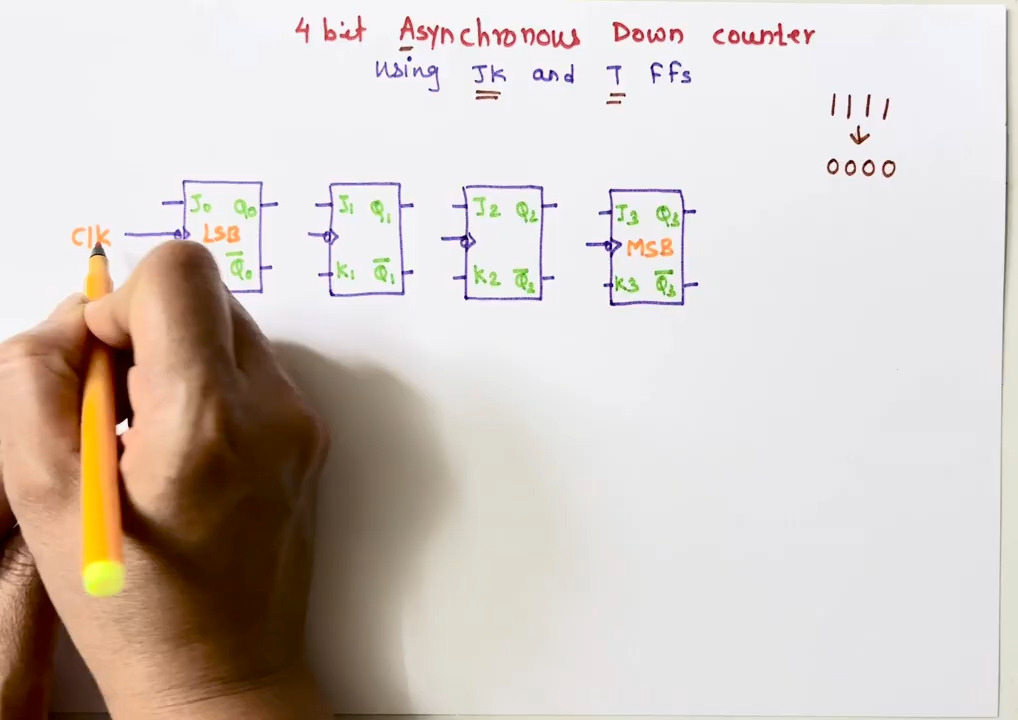 4 bit Asynchronous Down counter
using JK and T ffs
1111
↓
0000
J0 Q0 J1 Q1 J2 Q2 J3 Q3
Clk LSB MSB
Q̅0 K1 Q̅1 K2 Q̅2 K3 Q̅3